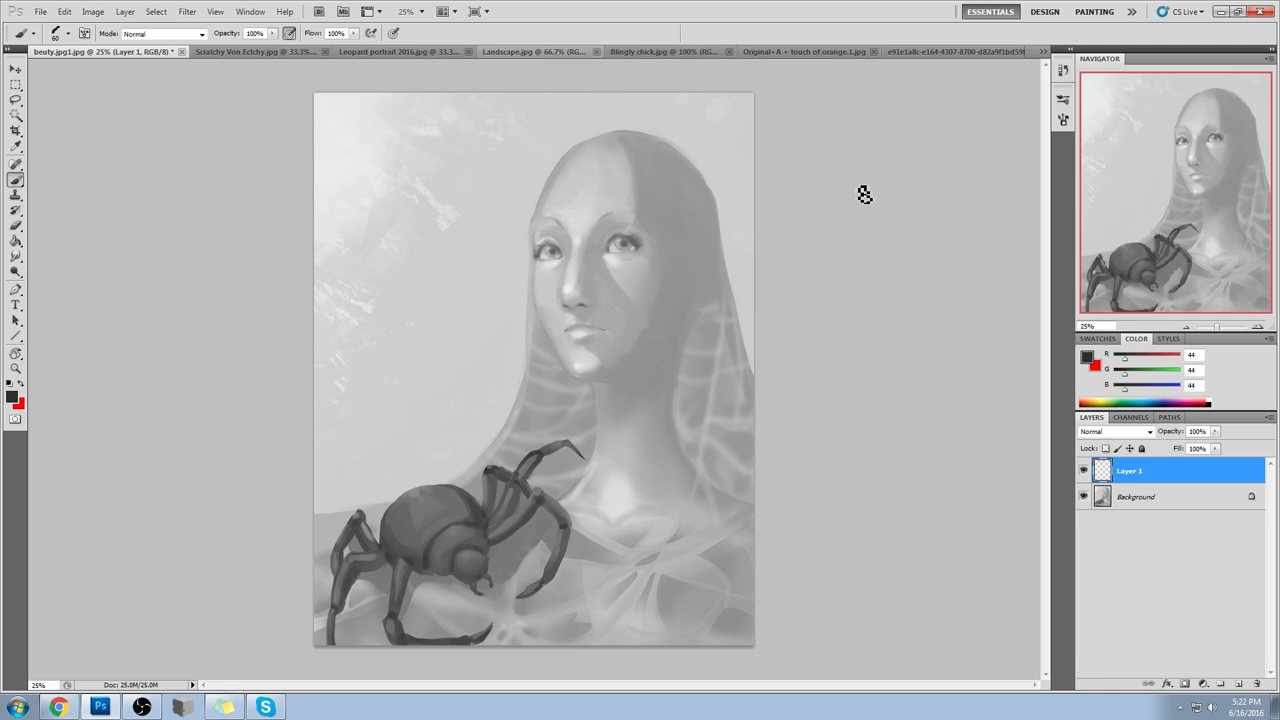 Ps Br Mb 25% ESSENTIALS DESIGN PAINTING CS Live
File Edit Image Layer Select Filter View Window Help
60 Mode: Normal Opacity: 100% Flow: 100%
beuty.jpg1.jpg @ 25% (Layer 1, RGB/8) * Scratchy Von Ectchy.jpg @ 33.3%... Leopard portrait 2016.jpg @ 33.3... Landscape.jpg @ 66.7% (RG... Blingly chick.jpg @ 100% (RG... Original+A + touch of orange.1.jpg
NAVIGATOR
25%
SWATCHES COLOR STYLES
R 44
G 44
B 44
LAYERS CHANNELS PATHS
Normal Opacity: 100%
Lock: Fill: 100%
Layer 1
Background
25% Doc: 25.0M/25.0M
5:22 PM
6/16/2016